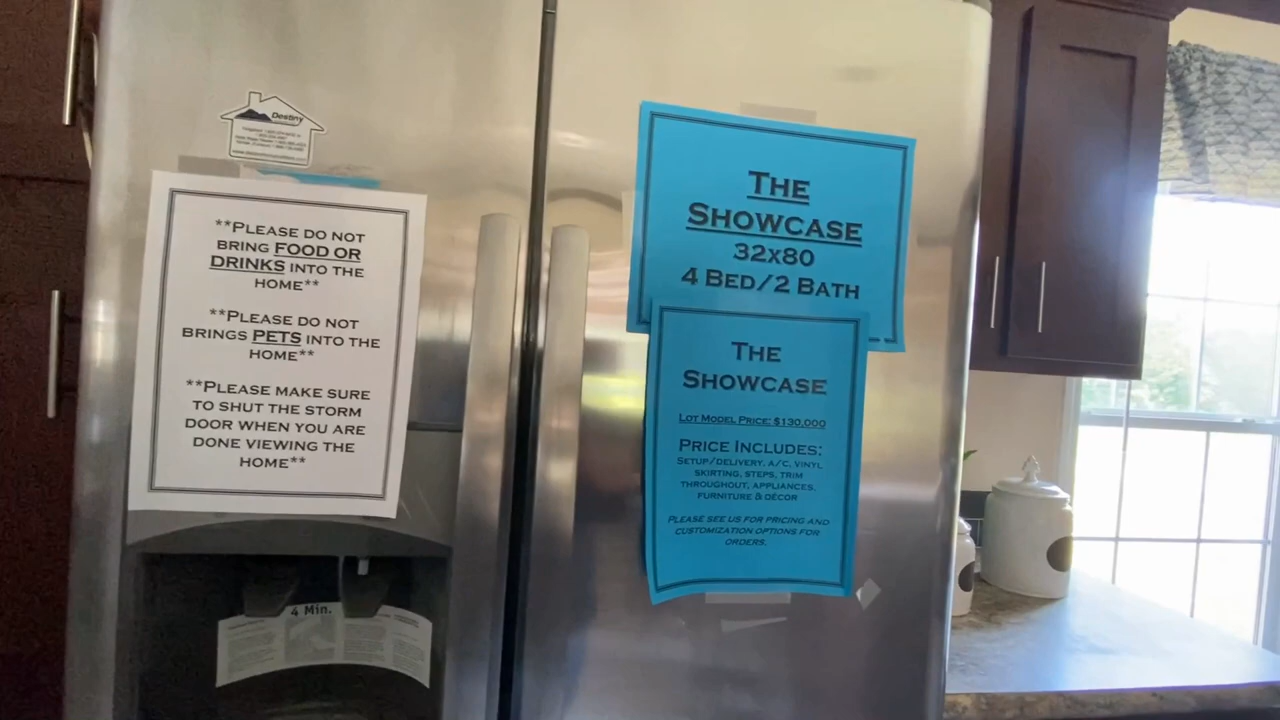 Destiny
**PLEASE DO NOT
BRING FOOD OR
DRINKS INTO THE
HOME**
**PLEASE DO NOT
BRINGS PETS INTO THE
HOME**
**PLEASE MAKE SURE
TO SHUT THE STORM
DOOR WHEN YOU ARE
DONE VIEWING THE
HOME**
4 Min.
THE
SHOWCASE
32x80
4 BED/2 BATH
THE
SHOWCASE
LOT MODEL PRICE: $130,000
PRICE INCLUDES:
SETUP/DELIVERY, A/C, VINYL
SKIRTING, STEPS, TRIM
THROUGHOUT, APPLIANCES,
FURNITURE & DÉCOR
PLEASE SEE US FOR PRICING AND
CUSTOMIZATION OPTIONS FOR
ORDERS.